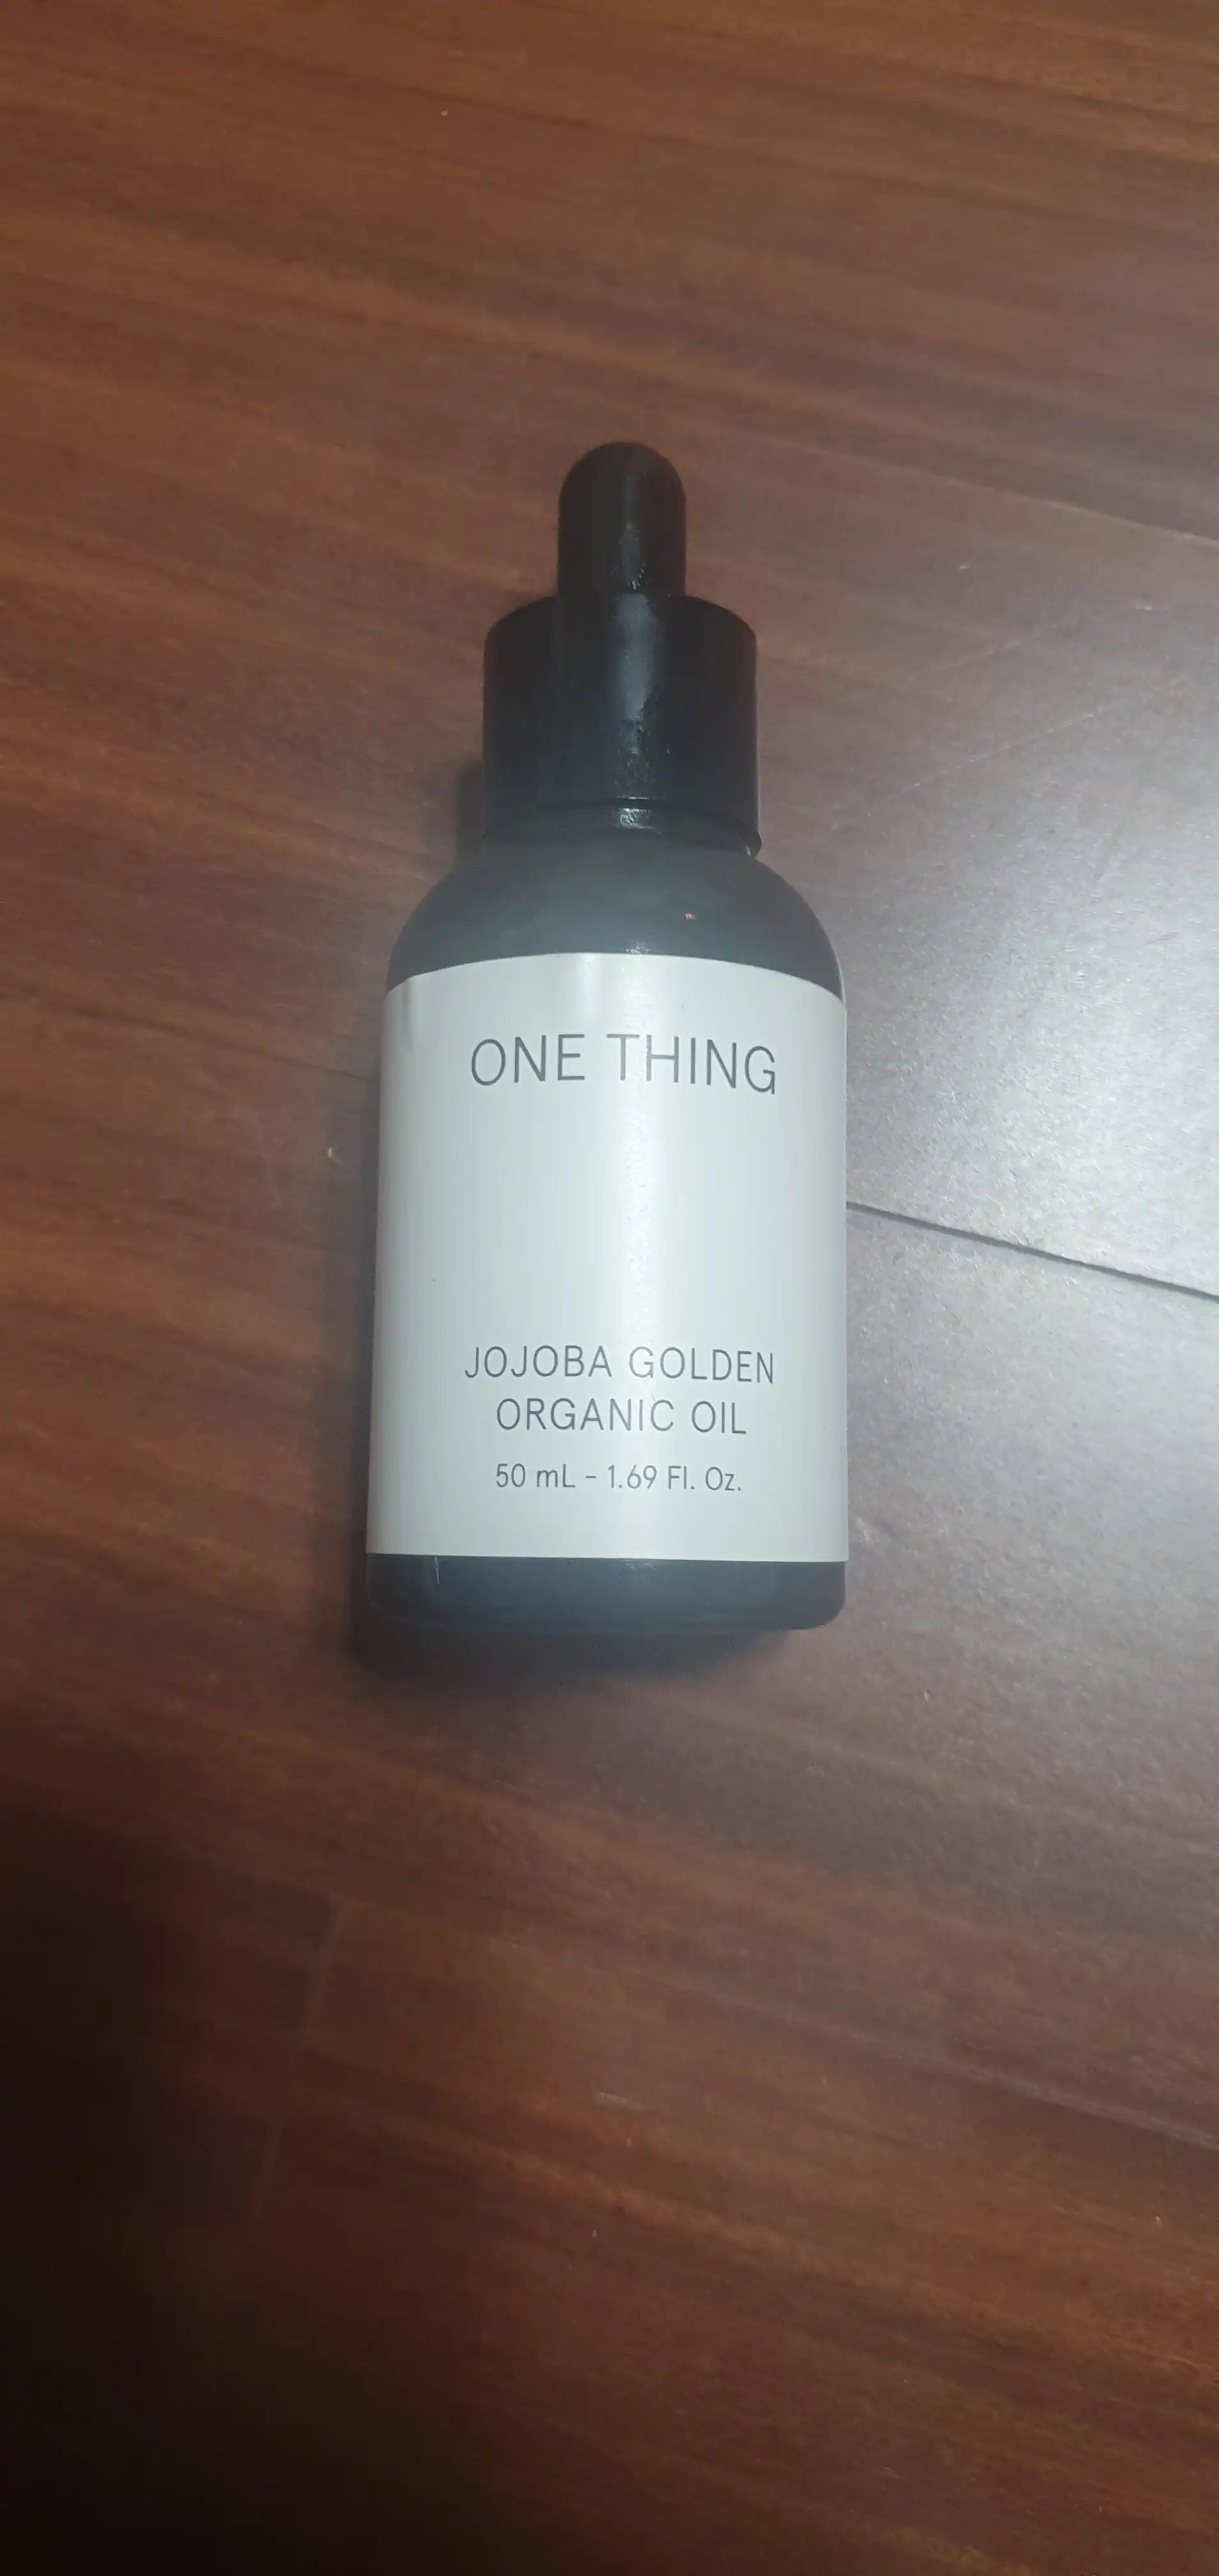 ONE THING
JOJOBA GOLDEN
ORGANIC OIL
50 mL - 1.69 Fl. Oz.